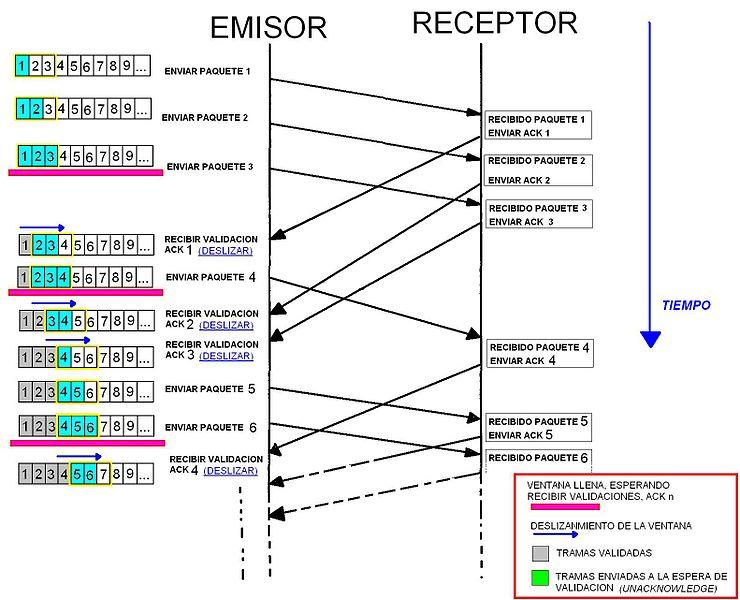 EMISOR
RECEPTOR
1 2 3 4 5 6 7 8 9 ...
ENVIAR PAQUETE 1
RECIBIDO PAQUETE 1
ENVIAR ACK 1
1 2 3 4 5 6 7 8 9 ...
ENVIAR PAQUETE 2
RECIBIDO PAQUETE 2
ENVIAR ACK 2
1 2 3 4 5 6 7 8 9 ...
ENVIAR PAQUETE 3
RECIBIDO PAQUETE 3
ENVIAR ACK 3
1 2 3 4 5 6 7 8 9 ...
RECIBIR VALIDACION
ACK 1 (DESLIZAR)
1 2 3 4 5 6 7 8 9 ...
ENVIAR PAQUETE 4
TIEMPO
1 2 3 4 5 6 7 8 9 ...
RECIBIR VALIDACION
ACK 2 (DESLIZAR)
1 2 3 4 5 6 7 8 9 ...
RECIBIR VALIDACION
ACK 3 (DESLIZAR)
RECIBIDO PAQUETE 4
ENVIAR ACK 4
1 2 3 4 5 6 7 8 9 ...
ENVIAR PAQUETE 5
RECIBIDO PAQUETE 5
ENVIAR ACK 5
1 2 3 4 5 6 7 8 9 ...
ENVIAR PAQUETE 6
RECIBIDO PAQUETE 6
1 2 3 4 5 6 7 8 9 ...
RECIBIR VALIDACION
ACK 4 (DESLIZAR)
VENTANA LLENA, ESPERANDO
RECIBIR VALIDACIONES, ACK n
DESLIZANMIENTO DE LA VENTANA
TRAMAS VALIDADAS
TRAMAS ENVIADAS A LA ESPERA DE
VALIDACION (UNACKNOWLEDGE)